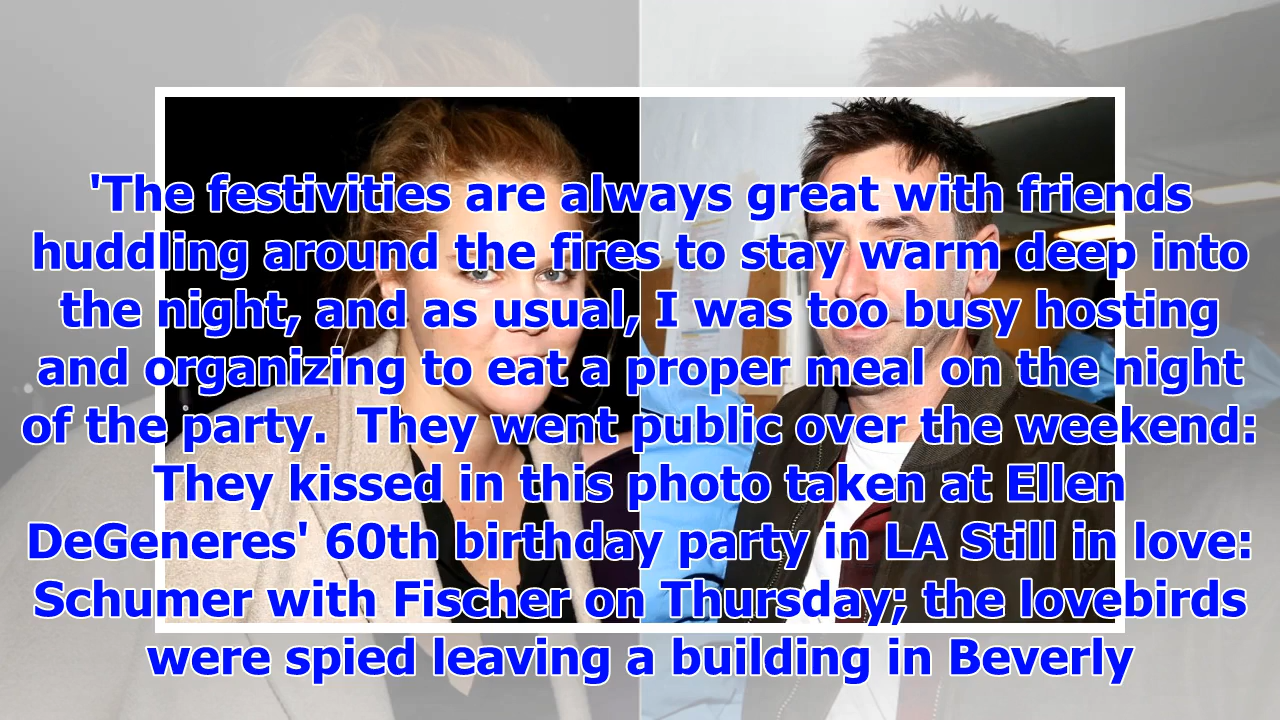 'The festivities are always great with friends
huddling around the fires to stay warm deep into
the night, and as usual, I was too busy hosting
and organizing to eat a proper meal on the night
of the party.  They went public over the weekend:
They kissed in this photo taken at Ellen
DeGeneres' 60th birthday party in LA Still in love:
Schumer with Fischer on Thursday; the lovebirds
were spied leaving a building in Beverly